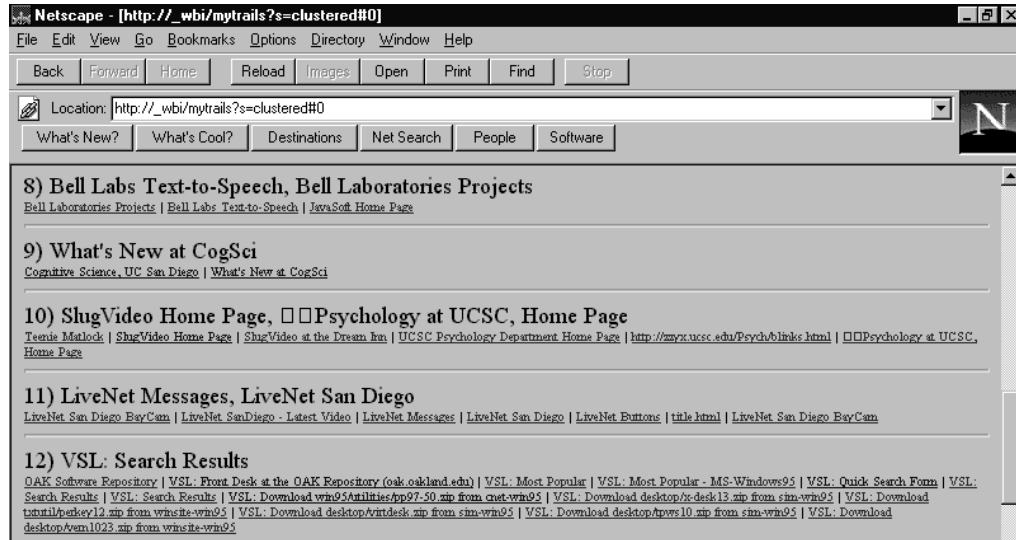 Netscape - [http://_wbi/mytrails?s=clustered#0]
File Edit View Go Bookmarks Options Directory Window Help
Back Forward Home Reload Images Open Print Find Stop
Location: http://_wbi/mytrails?s=clustered#0
N
What's New? What's Cool? Destinations Net Search People Software
8) Bell Labs Text-to-Speech, Bell Laboratories Projects
Bell Laboratories Projects | Bell Labs Text-to-Speech | JavaSoft Home Page
9) What's New at CogSci
Cognitive Science, UC San Diego | What's New at CogSci
10) SlugVideo Home Page, □□Psychology at UCSC, Home Page
Teenie Matlock | SlugVideo Home Page | SlugVideo at the Dream Inn | UCSC Psychology Department Home Page | http://zzyx.ucsc.edu/Psych/blinks.html | □□Psychology at UCSC,
Home Page
11) LiveNet Messages, LiveNet San Diego
LiveNet San Diego BayCam | LiveNet SanDiego - Latest Video | LiveNet Messages | LiveNet San Diego | LiveNet Buttons | title.html | LiveNet San Diego BayCam
12) VSL: Search Results
OAK Software Repository | VSL: Front Desk at the OAK Repository (oak.oakland.edu) | VSL: Most Popular | VSL: Most Popular - MS-Windows95 | VSL: Quick Search Form | VSL:
Search Results | VSL: Search Results | VSL: Download win95/utilities/pp97-50.zip from cnet-win95 | VSL: Download desktop/x-desk13.zip from sim-win95 | VSL: Download
txtutil/perkey12.zip from winsite-win95 | VSL: Download desktop/virtdesk.zip from sim-win95 | VSL: Download desktop/tpws10.zip from sim-win95 | VSL: Download
desktop/vern1023.zip from winsite-win95